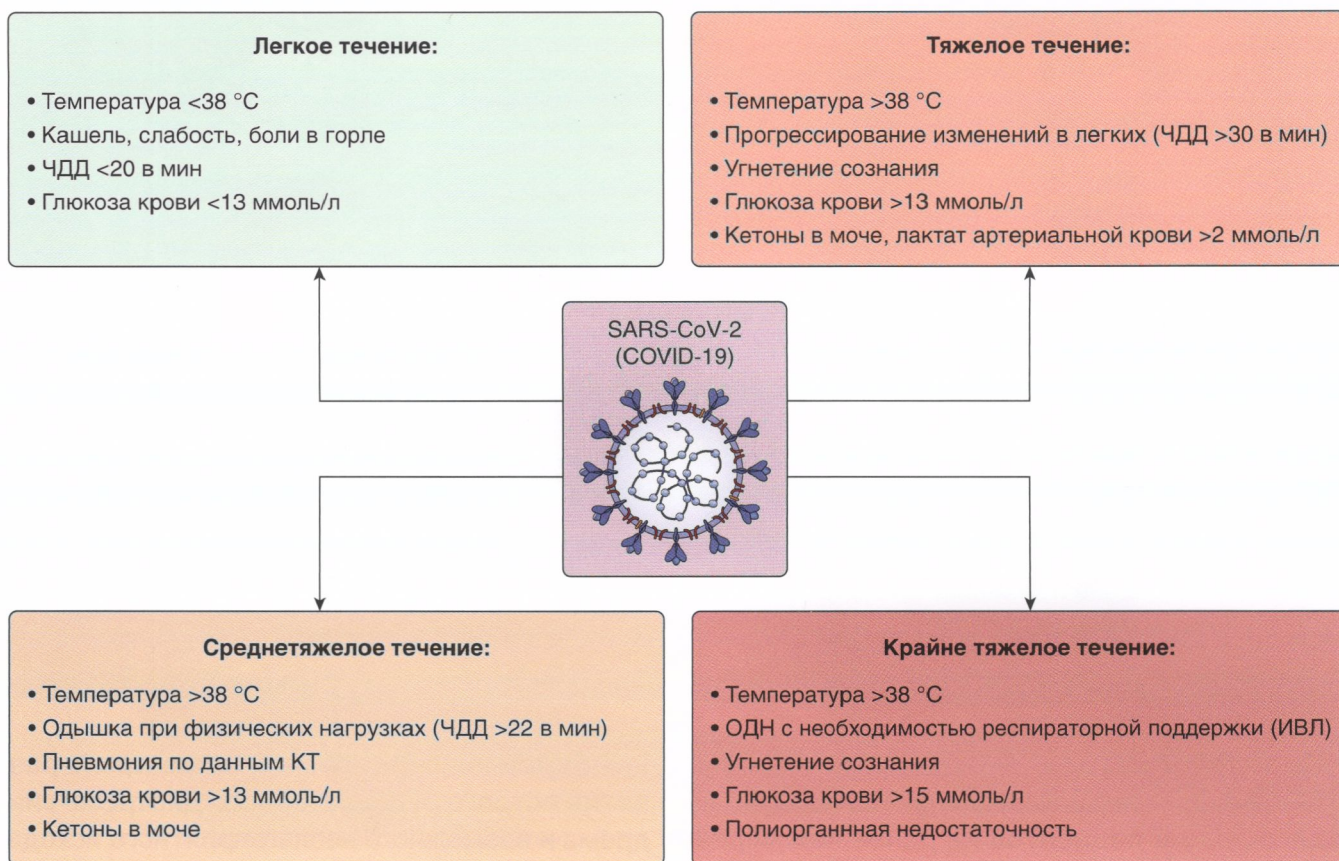 Легкое течение:
• Температура <38 °C
• Кашель, слабость, боли в горле
• ЧДД <20 в мин
• Глюкоза крови <13 ммоль/л
Тяжелое течение:
• Температура >38 °C
• Прогрессирование изменений в легких (ЧДД >30 в мин)
• Угнетение сознания
• Глюкоза крови >13 ммоль/л
• Кетоны в моче, лактат артериальной крови >2 ммоль/л
SARS-CoV-2
(COVID-19)
Среднетяжелое течение:
• Температура >38 °C
• Одышка при физических нагрузках (ЧДД >22 в мин)
• Пневмония по данным КТ
• Глюкоза крови >13 ммоль/л
• Кетоны в моче
Крайне тяжелое течение:
• Температура >38 °C
• ОДН с необходимостью респираторной поддержки (ИВЛ)
• Угнетение сознания
• Глюкоза крови >15 ммоль/л
• Полиорганнная недостаточность